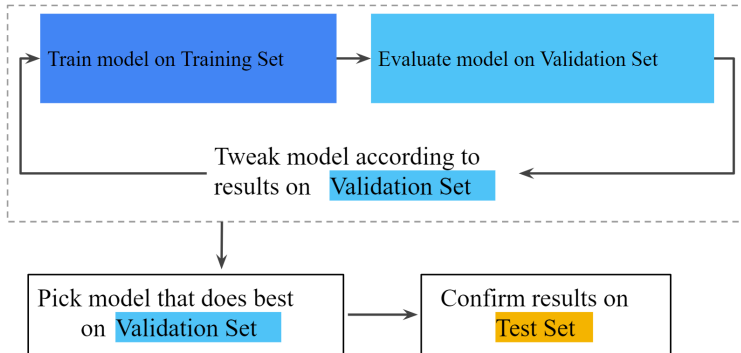 Train model on Training Set
Evaluate model on Validation Set
Tweak model according to
results on Validation Set
Pick model that does best
on Validation Set
Confirm results on
Test Set